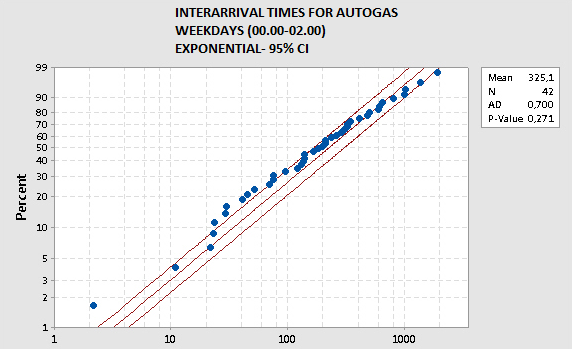 INTERARRIVAL TIMES FOR AUTOGAS
WEEKDAYS (00.00-02.00)
EXPONENTIAL- 95% CI
Mean 325,1
N 42
AD 0,700
P-Value 0,271
Percent
99
90
80
70
60
50
40
30
20
10
5
3
2
1
1 10 100 1000